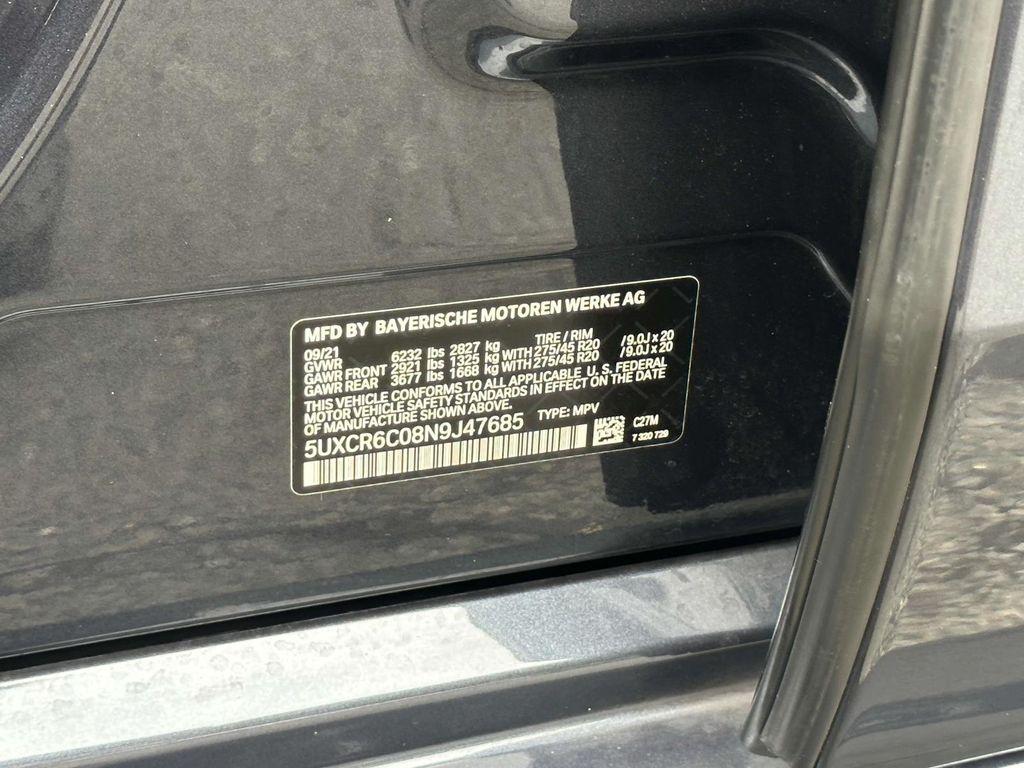 MFD BY BAYERISCHE MOTOREN WERKE AG
09/21 TIRE / RIM
GVWR 6232 lbs 2827 kg
GAWR FRONT 2921 lbs 1325 kg WITH 275/45 R20 /9.0J x 20
GAWR REAR 3677 lbs 1668 kg WITH 275/45 R20 /9.0J x 20
THIS VEHICLE CONFORMS TO ALL APPLICABLE U.S. FEDERAL
MOTOR VEHICLE SAFETY STANDARDS IN EFFECT ON THE DATE
OF MANUFACTURE SHOWN ABOVE.
5UXCR6C08N9J47685 TYPE: MPV
C27M
7 320 729